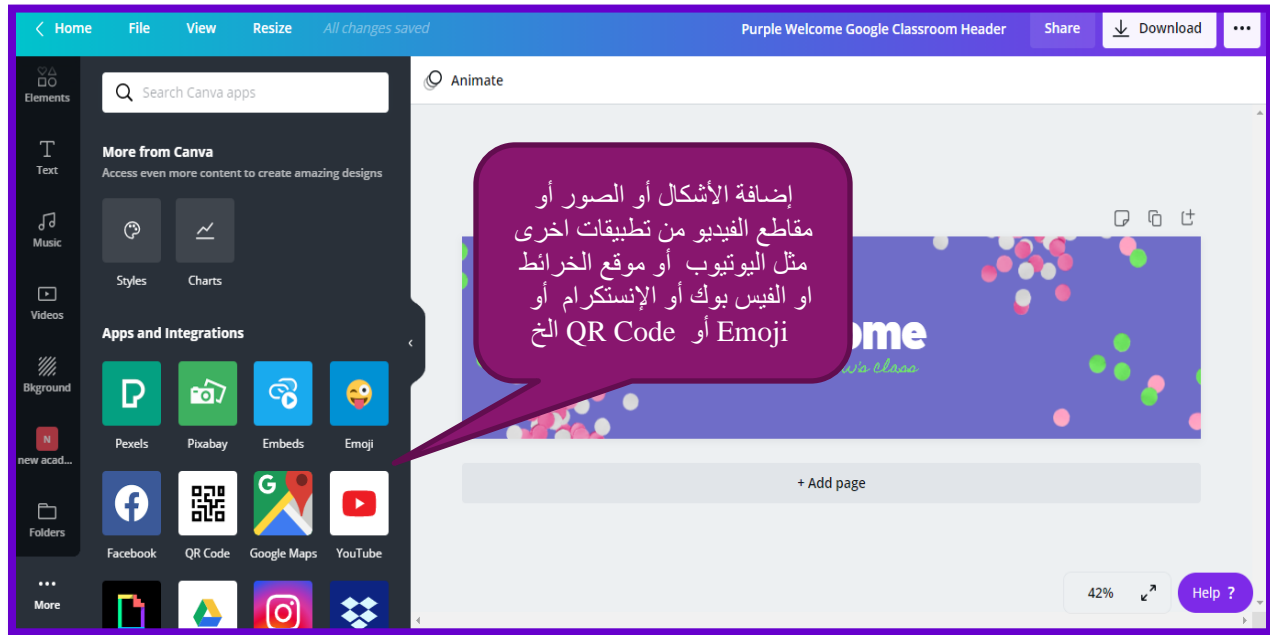 Home File View Resize All changes saved Purple Welcome Google Classroom Header Share Download
Elements
Text
Music
Videos
Bkground
N
new acad...
Folders
More
Search Canva apps
More from Canva
Access even more content to create amazing designs
Styles Charts
Apps and Integrations
Pexels Pixabay Embeds Emoji
Facebook QR Code Google Maps YouTube
Animate
إضافة الأشكال أو الصور أو
مقاطع الفيديو من تطبيقات اخرى
مثل اليوتيوب أو موقع الخرائط
او الفيس بوك أو الإنستكرام أو
Emoji أو QR Code الخ
ome
class
+ Add page
42% Help ?